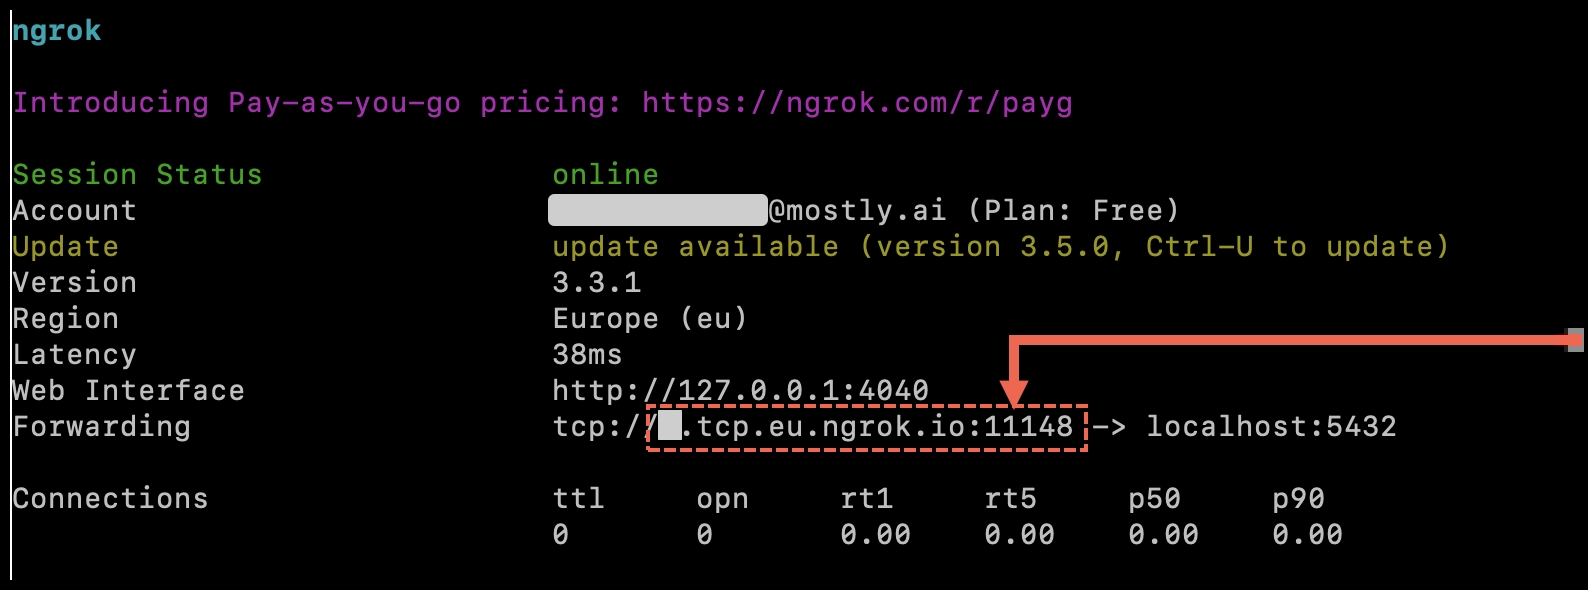 ngrok
Introducing Pay-as-you-go pricing: https://ngrok.com/r/payg
Session Status online
Account @mostly.ai (Plan: Free)
Update update available (version 3.5.0, Ctrl-U to update)
Version 3.3.1
Region Europe (eu)
Latency 38ms
Web Interface http://127.0.0.1:4040
Forwarding tcp:// .tcp.eu.ngrok.io:11148 -> localhost:5432
Connections ttl opn rt1 rt5 p50 p90
0 0 0.00 0.00 0.00 0.00